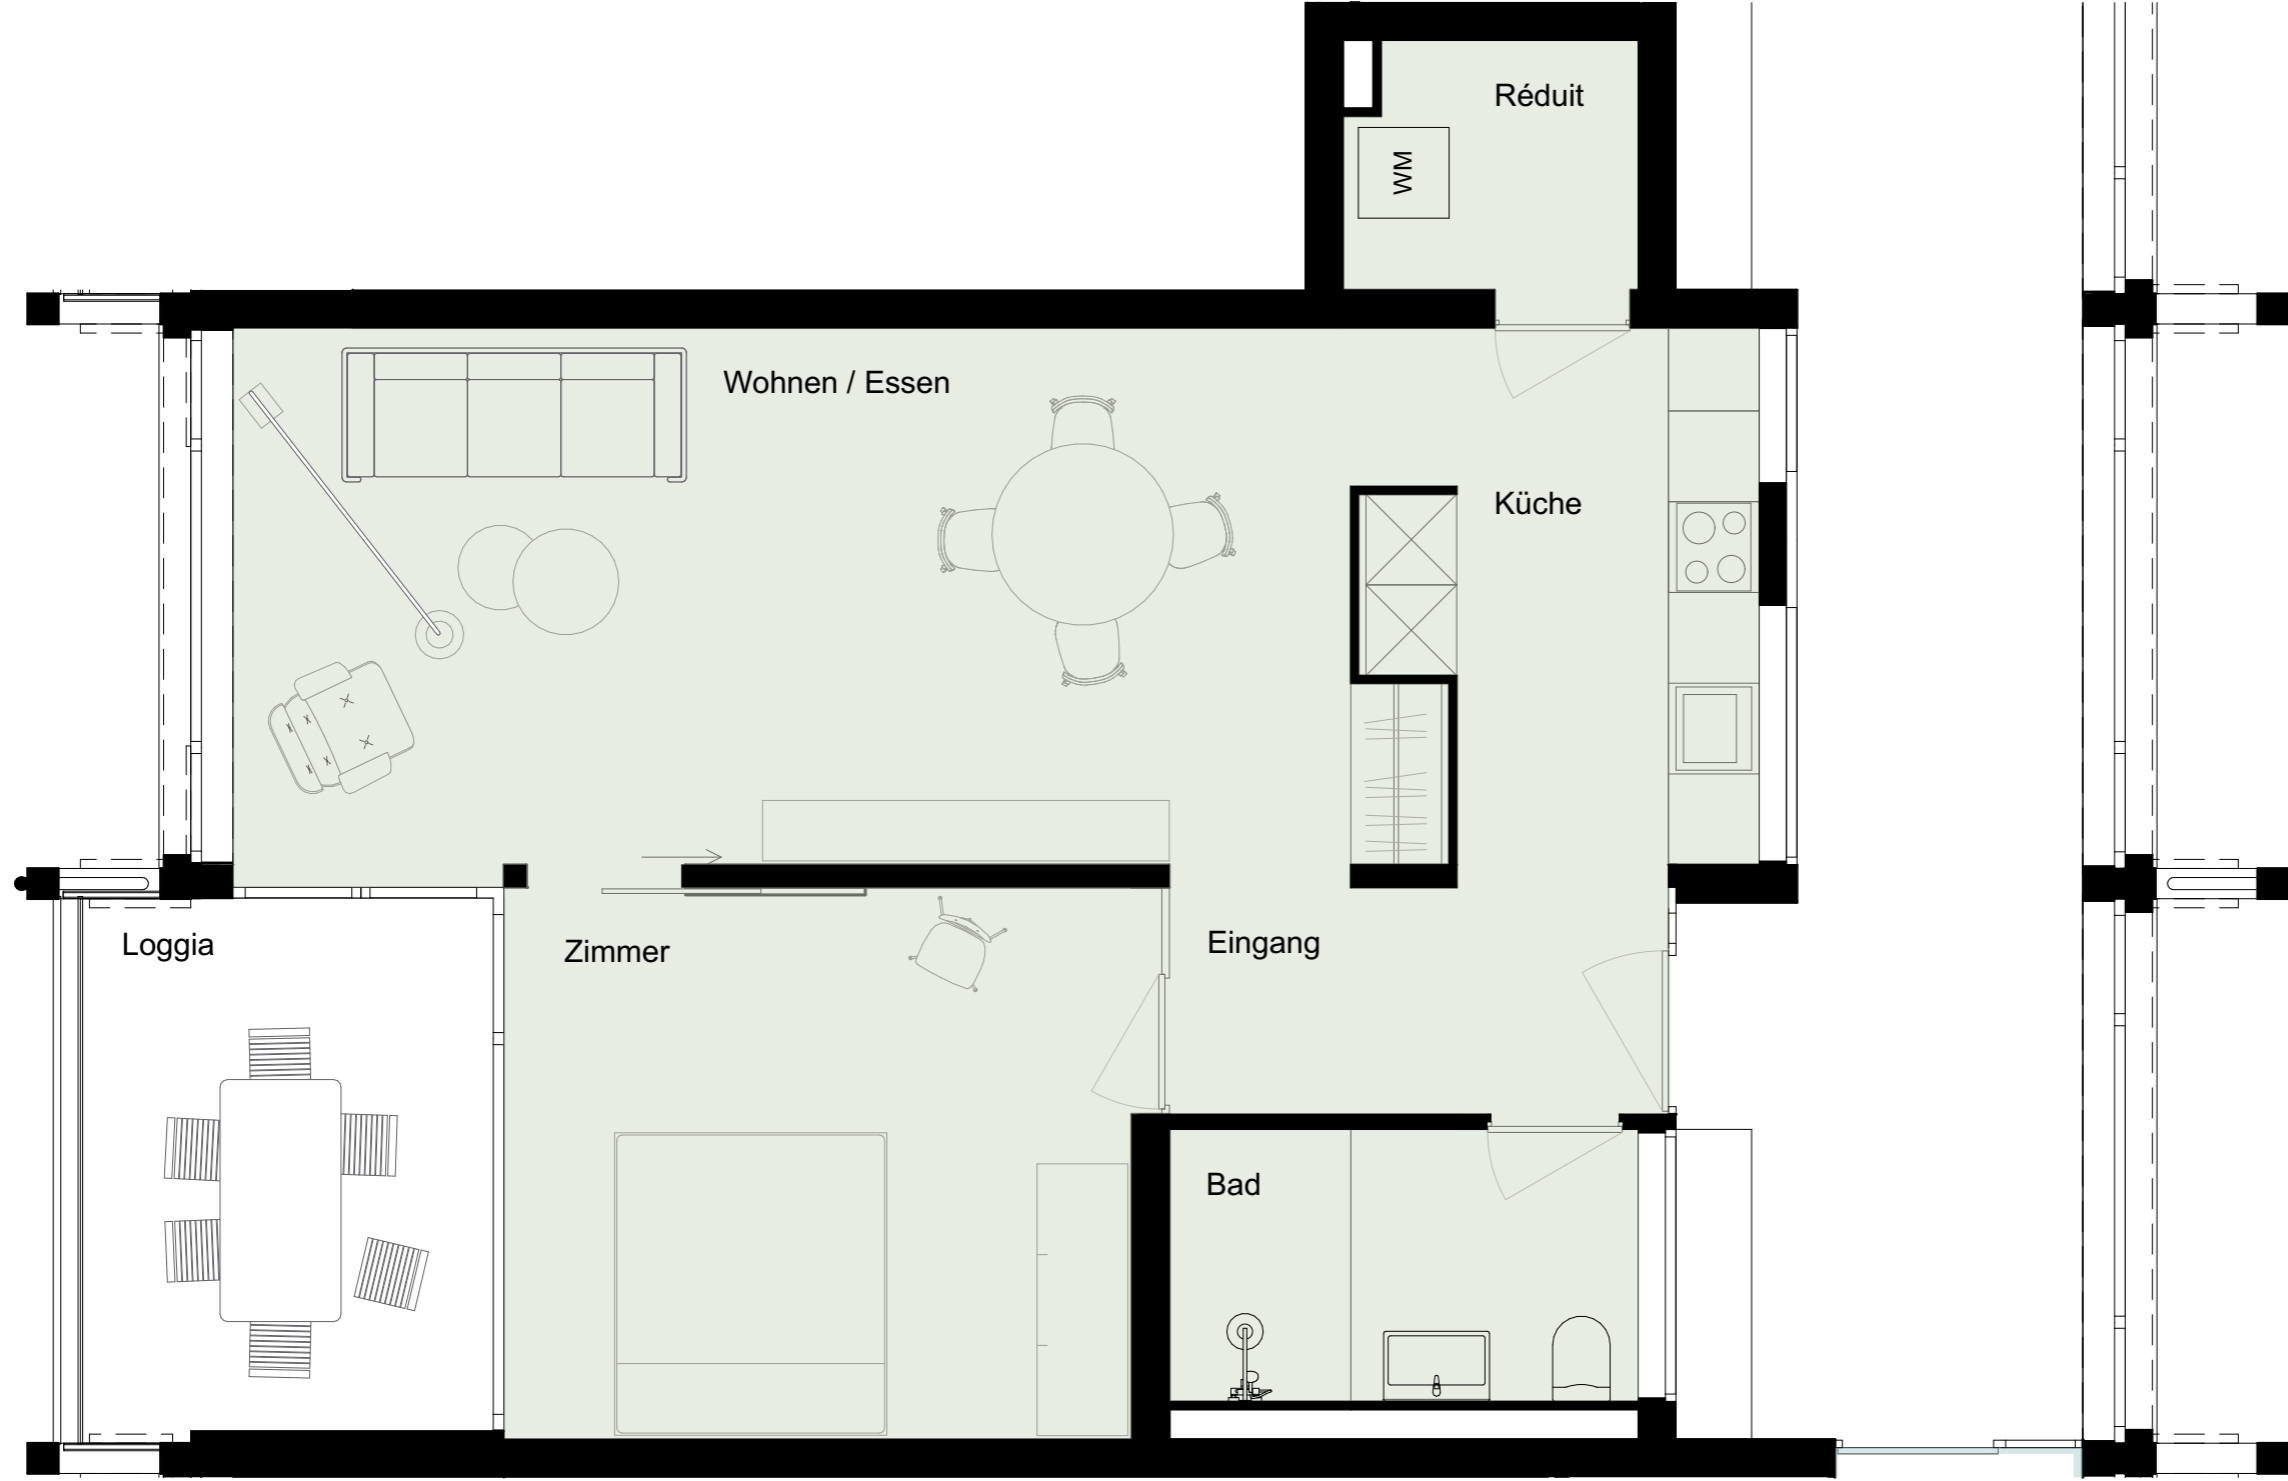 Réduit
WM
Wohnen / Essen
Küche
Loggia
Zimmer
Eingang
Bad